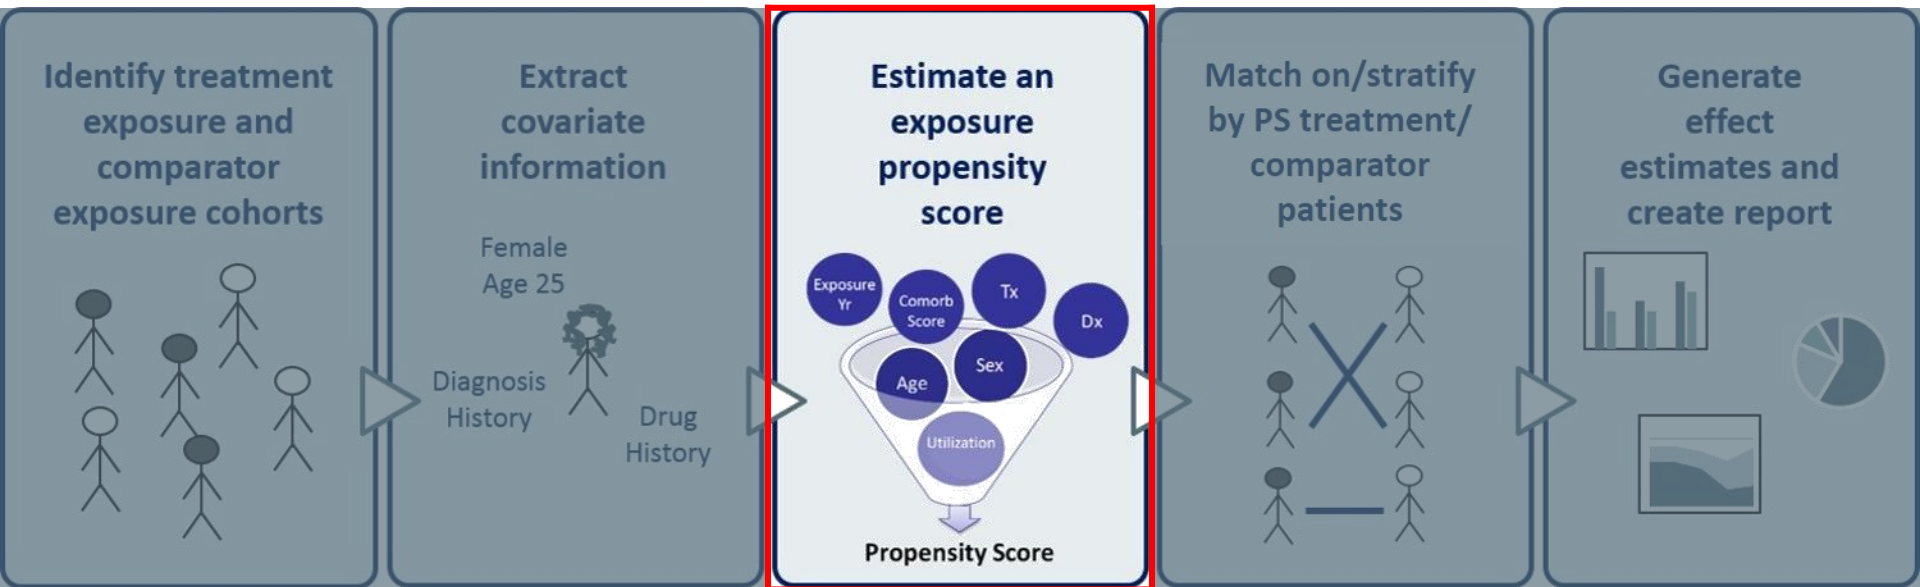 Identify treatment
exposure and
comparator
exposure cohorts
Extract
covariate
information
Female
Age 25
Diagnosis
History
Drug
History
Estimate an
exposure
propensity
score
Exposure
Yr
Comorb
Score
Tx
Dx
Age
Sex
Utilization
Propensity Score
Match on/stratify
by PS treatment/
comparator
patients
Generate
effect
estimates and
create report